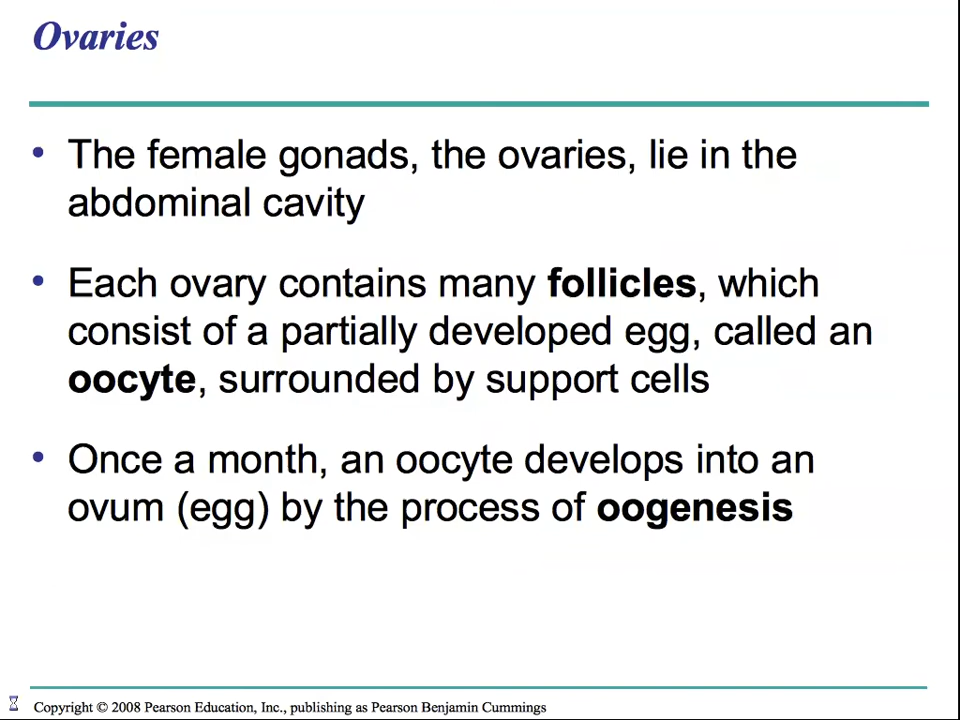 Ovaries
• The female gonads, the ovaries, lie in the
abdominal cavity
• Each ovary contains many follicles, which
consist of a partially developed egg, called an
oocyte, surrounded by support cells
• Once a month, an oocyte develops into an
ovum (egg) by the process of oogenesis
Copyright © 2008 Pearson Education, Inc., publishing as Pearson Benjamin Cummings